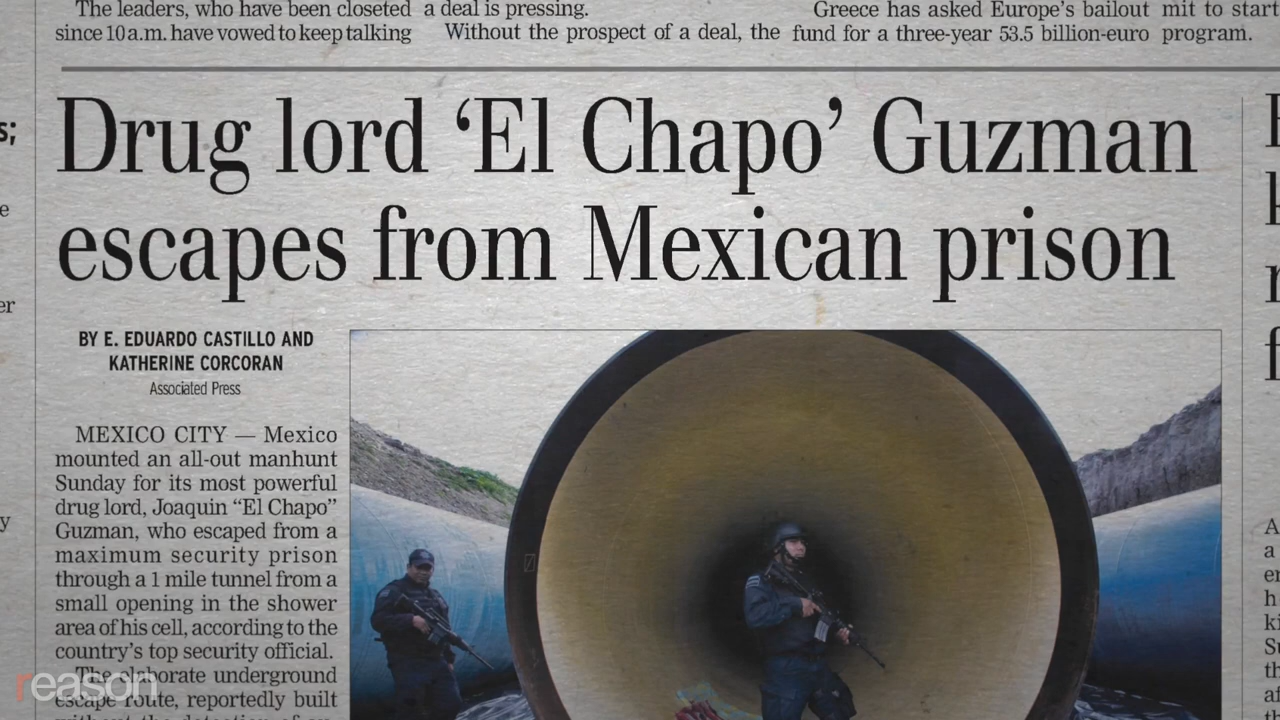 The leaders, who have been closeted
since 10 a.m. have vowed to keep talking
a deal is pressing.
Without the prospect of a deal, the
Greece has asked Europe's bailout
fund for a three-year 53.5 billion-euro
mit to start
program.
Drug lord ‘El Chapo’ Guzman
escapes from Mexican prison
BY E. EDUARDO CASTILLO AND
KATHERINE CORCORAN
Associated Press
MEXICO CITY — Mexico
mounted an all-out manhunt
Sunday for its most powerful
drug lord, Joaquin “El Chapo”
Guzman, who escaped from a
maximum security prison
through a 1 mile tunnel from a
small opening in the shower
area of his cell, according to the
country's top security official.
The elaborate underground
escape route, reportedly built
without the detection of
reason